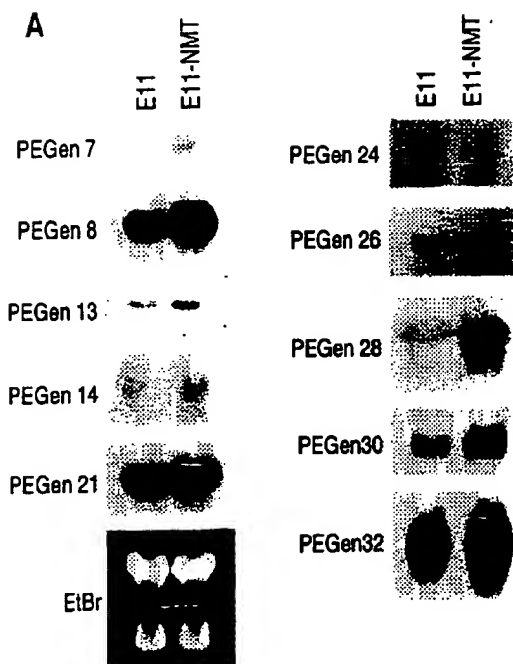 A
E11
E11-NMT
PEGen 7
PEGen 8
PEGen 13
PEGen 14
PEGen 21
EtBr
E11
E11-NMT
PEGen 24
PEGen 26
PEGen 28
PEGen30
PEGen32